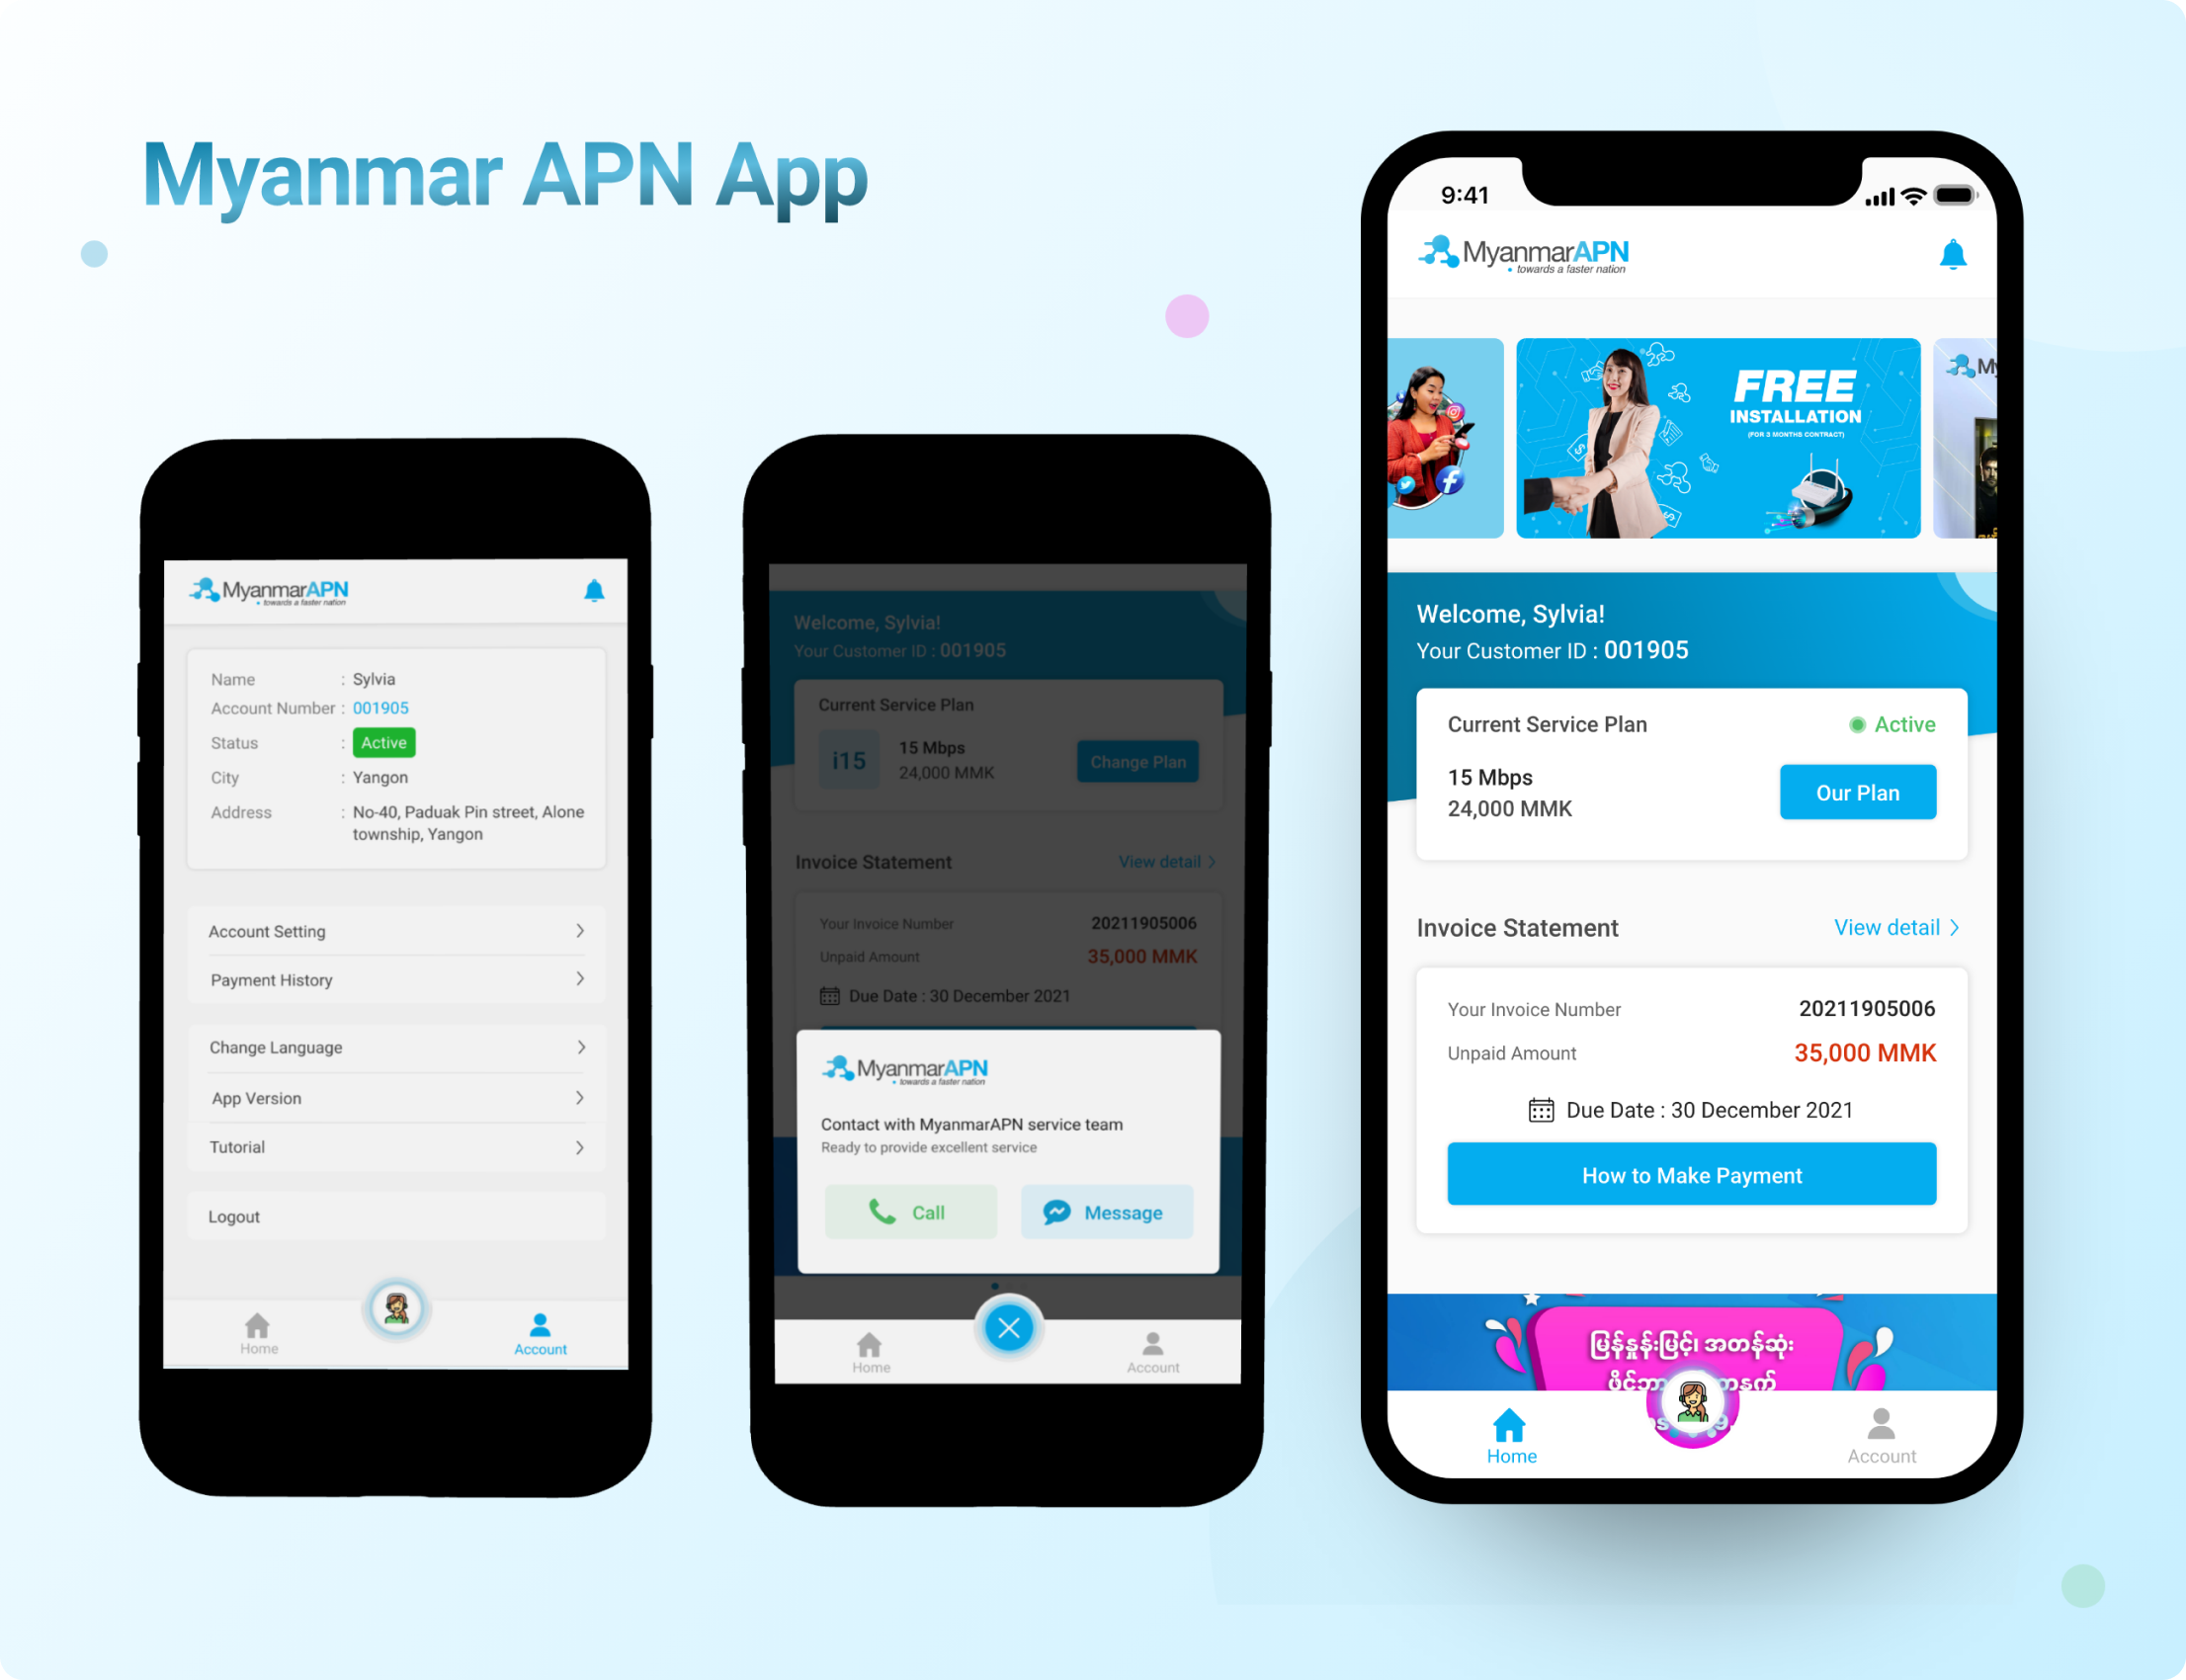 Myanmar APN App
MyanmarAPN
towards a faster nation
Name : Sylvia
Account Number : 001905
Status : Active
City : Yangon
Address : No-40, Paduak Pin street, Alone
township, Yangon
Account Setting
Payment History
Change Language
App Version
Tutorial
Logout
Home
Account
Welcome, Sylvia!
Your Customer ID : 001905
Current Service Plan
i15
15 Mbps
24,000 MMK
Change Plan
Invoice Statement
View detail
Your Invoice Number 20211905006
Unpaid Amount 35,000 MMK
Due Date : 30 December 2021
MyanmarAPN
towards a faster nation
Contact with MyanmarAPN service team
Ready to provide excellent service
Call
Message
Home
Account
9:41
MyanmarAPN
towards a faster nation
FREE
INSTALLATION
(FOR 3 MONTHS CONTRACT)
Welcome, Sylvia!
Your Customer ID : 001905
Current Service Plan
Active
15 Mbps
24,000 MMK
Our Plan
Invoice Statement
View detail
Your Invoice Number 20211905006
Unpaid Amount 35,000 MMK
Due Date : 30 December 2021
How to Make Payment
မြန်နှုန်းမြင့်၊ အတန်ဆုံး
Home
Account